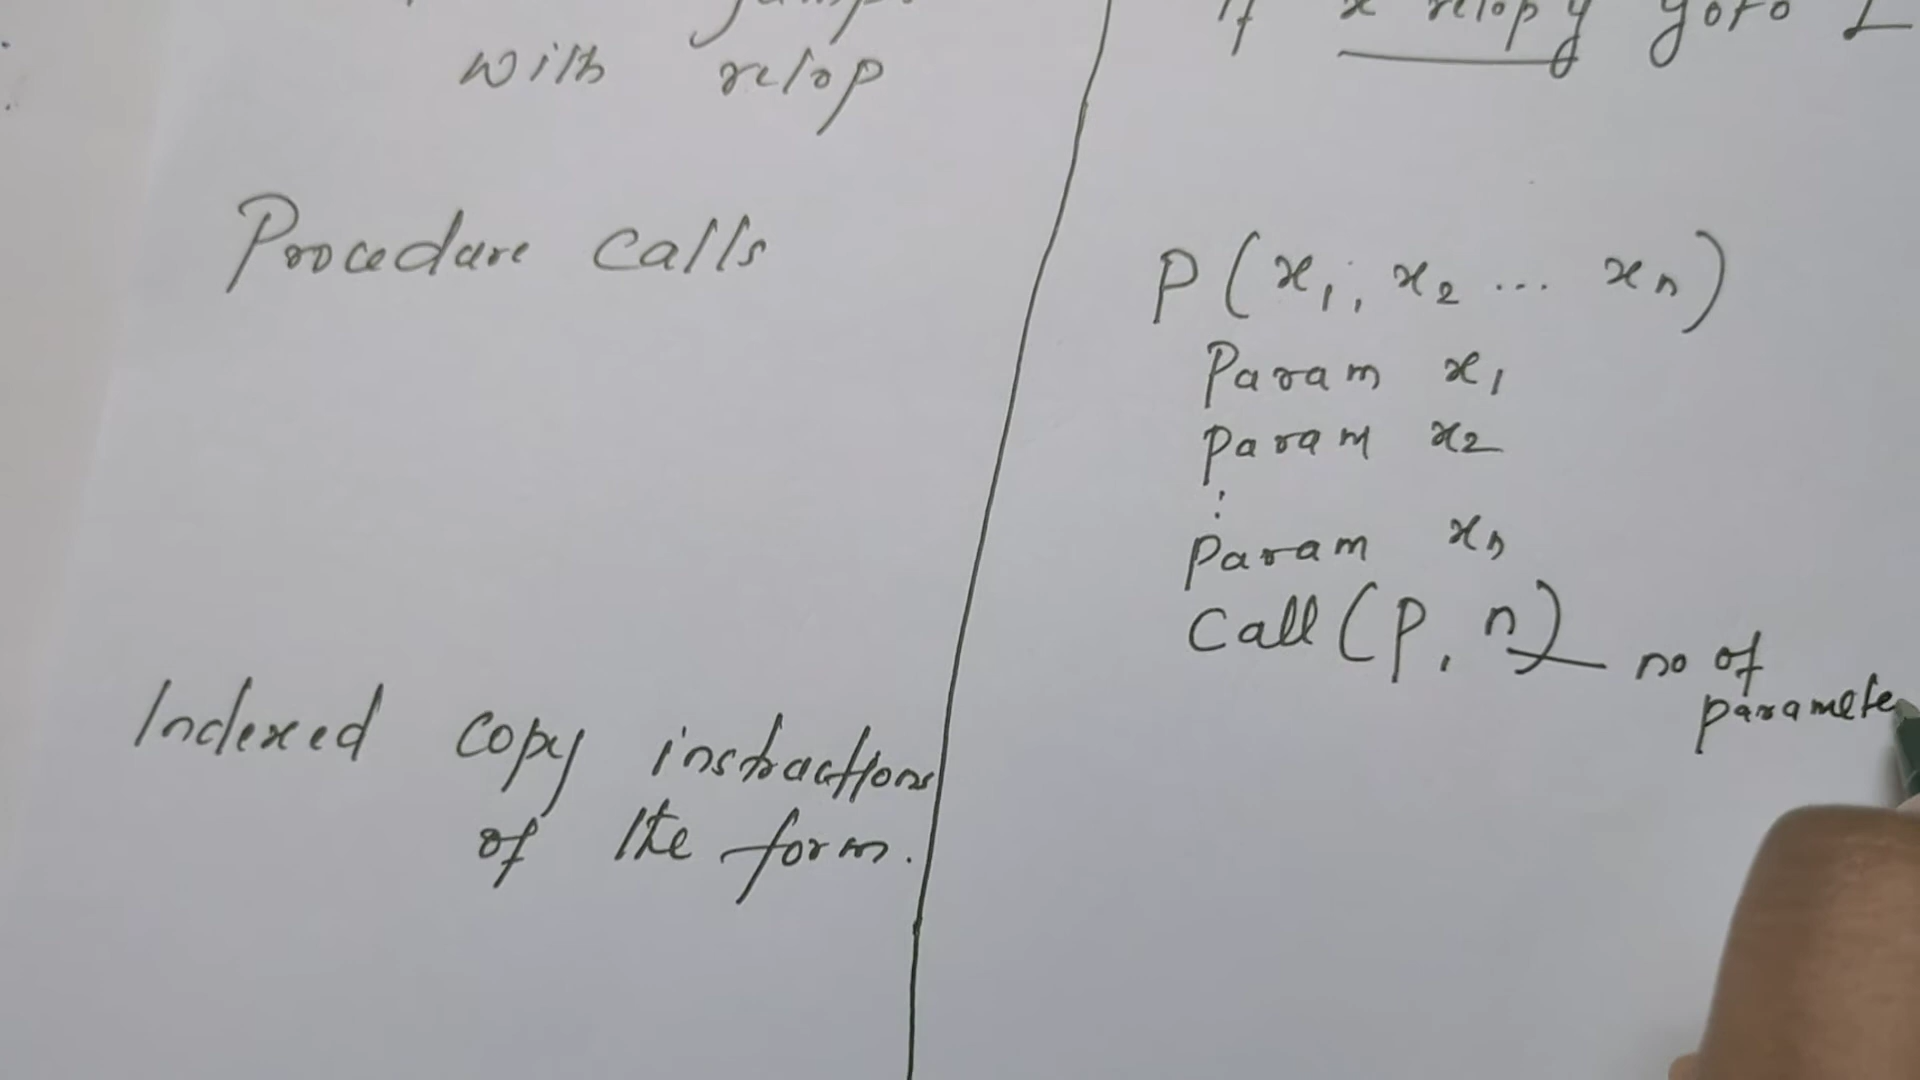 with relop
if x relop y goto L
Procedure calls
P(x1, x2 ... xn)
Param x1
Param x2
:
Param xn
Call(P, n) no of
paramete
Indexed copy instructions
of the form.